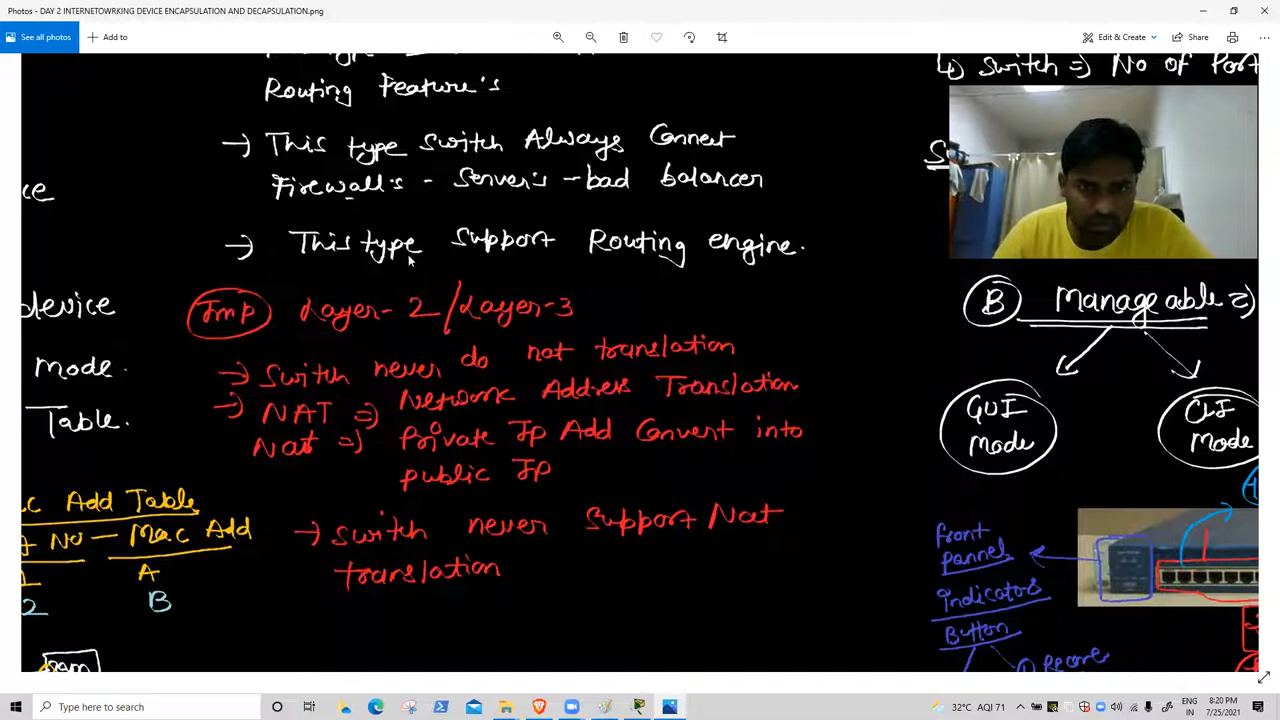 Photos - DAY 2 INTERNETOWRKING DEVICE ENCAPSULATION AND DECAPSULATION.png
See all photos
Add to
Edit & Create
Share
Routing Feature's
→ This type Switch Always Connect
Firewall's - Server's - bad balancer
→ This type Support Routing engine.
Imp Layer-2/Layer-3
→ Switch never do not translation
→ NAT ⇒ Network Address Translation
Nat ⇒ Private IP Add Convert into
public IP
→ switch never support Nat
translation
ce
device
mode.
Table.
c Add Table
No — Mac Add
1 A
2 B
Switch ⇒ No of Port
S
B Manageable ⇒
GUI
Mode
CLI
Mode
Front
pannel
indicators
Button
Type here to search
32°C AQI 71
ENG
IN
8:20 PM
7/25/2021